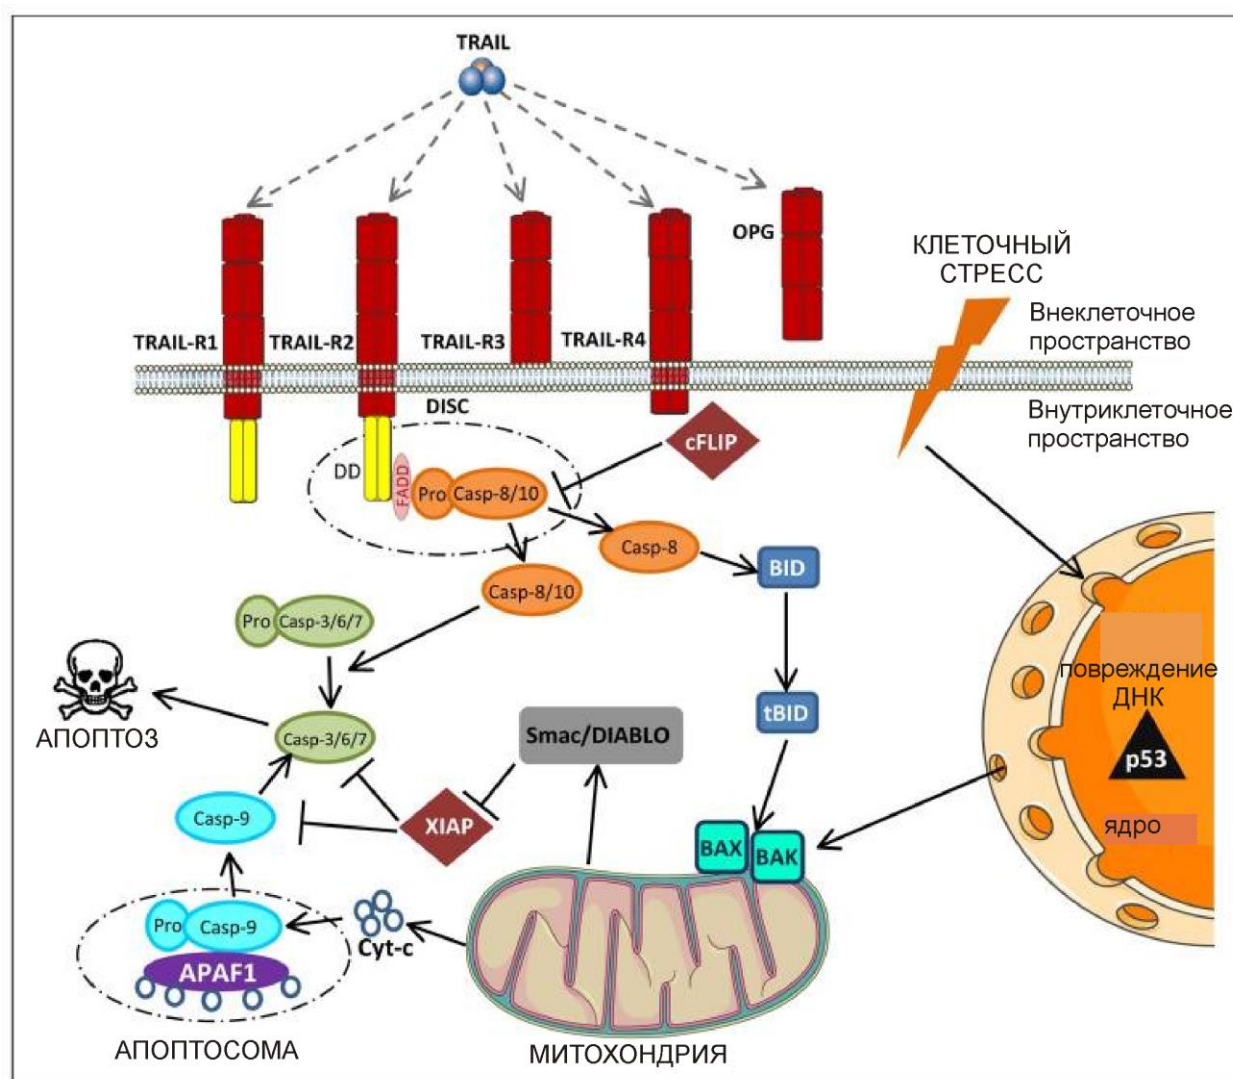 TRAIL
OPG
КЛЕТОЧНЫЙ
СТРЕСС
Внеклеточное
пространство
TRAIL-R1
TRAIL-R2
TRAIL-R3
TRAIL-R4
DISC
Внутриклеточное
пространство
cFLIP
DD
FADD
Pro
Casp-8/10
Casp-8
BID
Casp-8/10
Pro
Casp-3/6/7
повреждение
ДНК
tBID
АПОПТОЗ
Casp-3/6/7
Smac/DIABLO
p53
Casp-9
XIAP
ядро
BAX
BAK
Pro
Casp-9
Cyt-c
APAF1
АПОПТОСОМА
МИТОХОНДРИЯ